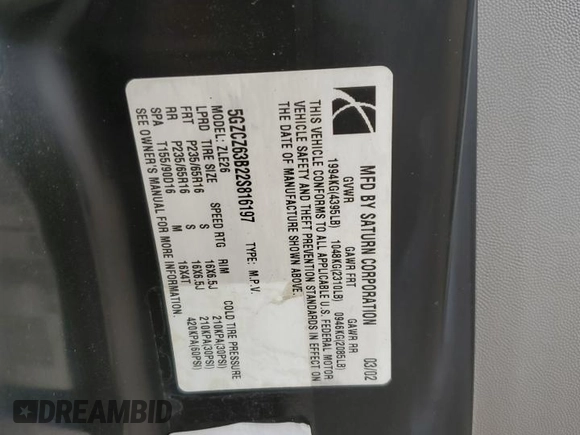 MFD BY SATURN CORPORATION 03/02
GVWR GAWR FRT GAWR RR
1994KG(4395LB) 1048KG(2310LB) 0946KG(2085LB)
THIS VEHICLE CONFORMS TO ALL APPLICABLE U.S. FEDERAL MOTOR
VEHICLE SAFETY AND THEFT PREVENTION STANDARDS IN EFFECT ON
THE DATE OF MANUFACTURE SHOWN ABOVE.
5GZCZ63B22S816197 TYPE: M.P.V.
MODEL: ZLE26
LPRD TIRE SIZE SPEED RTG RIM COLD TIRE PRESSURE
FRT P235/65R16 S 16X6.5J 210KPA(30PSI)
RR P235/65R16 S 16X6.5J 210KPA(30PSI)
SPA T155/90D16 M 16X4T 420KPA(60PSI)
SEE OWNER'S MANUAL FOR MORE INFORMATION
DREAMBID